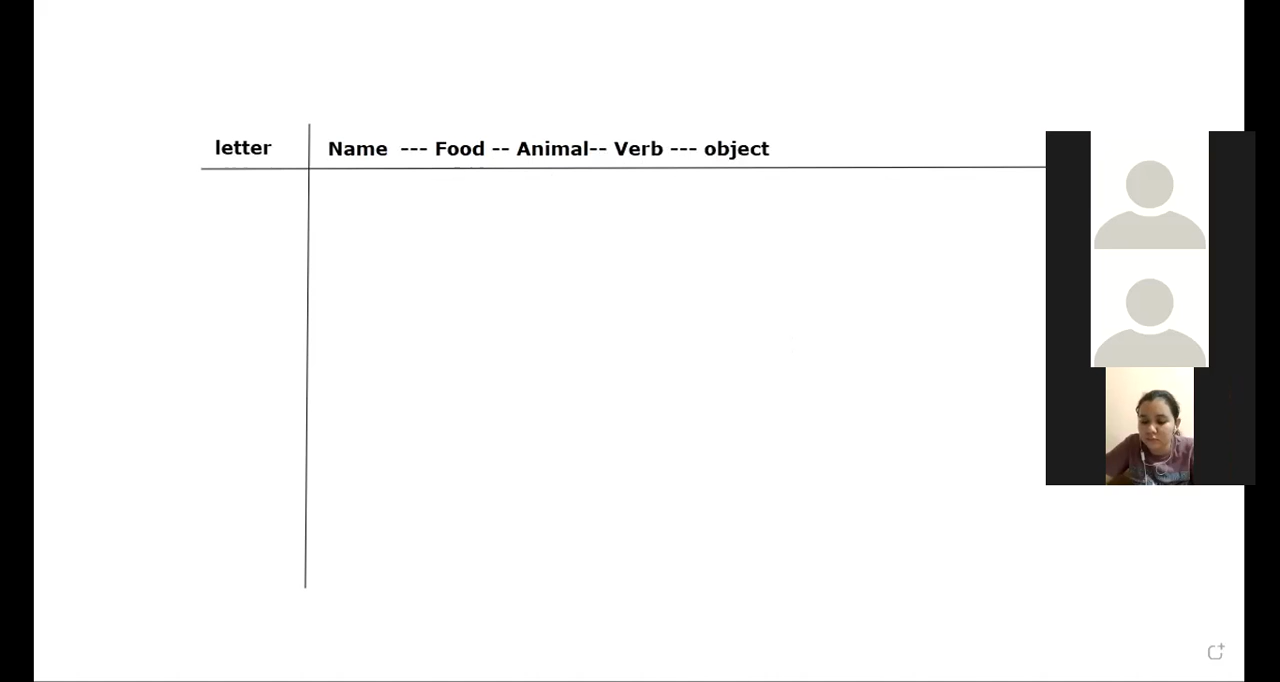 letter
Name --- Food -- Animal-- Verb --- object